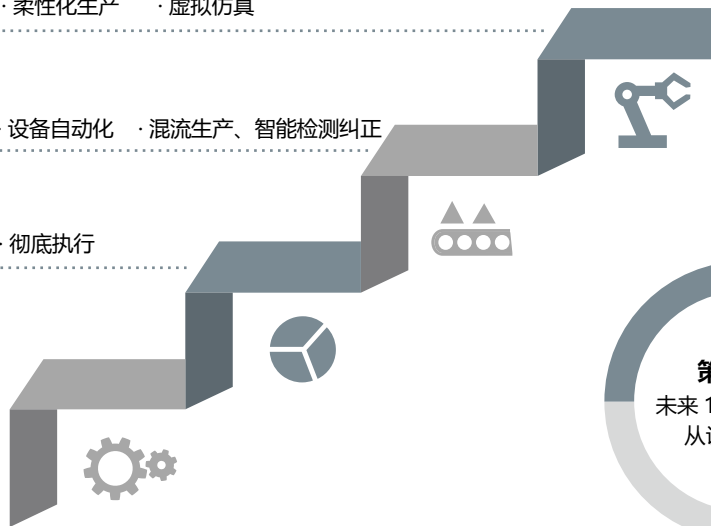 · 柔性化生产 · 虚拟仿真
· 设备自动化 · 混流生产、智能检测纠正
· 彻底执行
未来 1